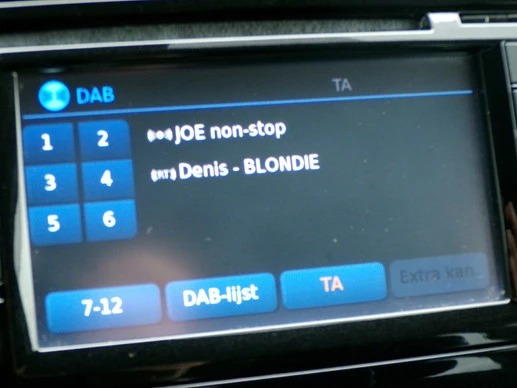 DAB TA
1 2 JOE non-stop
Denis - BLONDIE
3 4
5 6
7-12 DAB-lijst TA Extra kan.